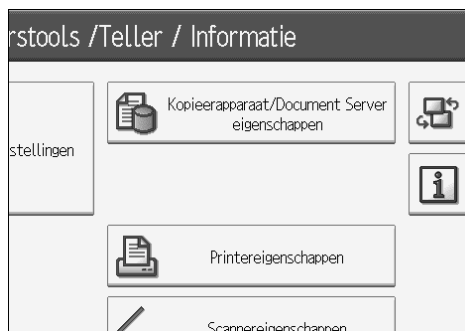 rstools /Teller / Informatie
Kopieerapparaat/Document Server
eigenschappen
stellingen
Printereigenschappen
Scannereigenschappen